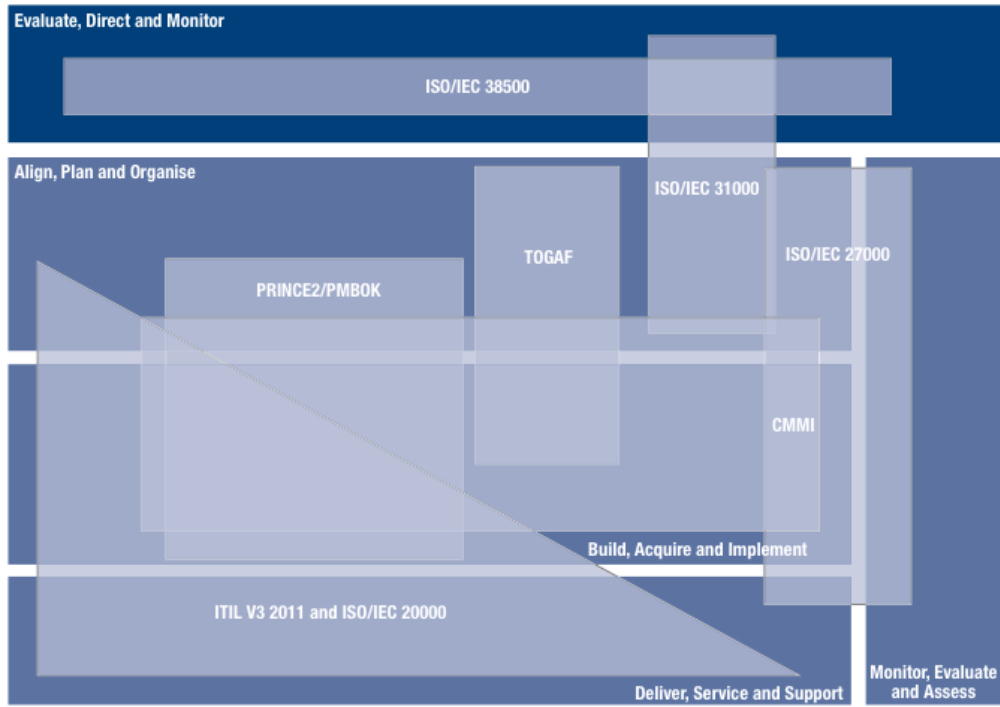 Evaluate, Direct and Monitor
ISO/IEC 38500
Align, Plan and Organise
ISO/IEC 31000
ISO/IEC 27000
TOGAF
PRINCE2/PMBOK
CMMI
Build, Acquire and Implement
ITIL V3 2011 and ISO/IEC 20000
Deliver, Service and Support
Monitor, Evaluate
and Assess